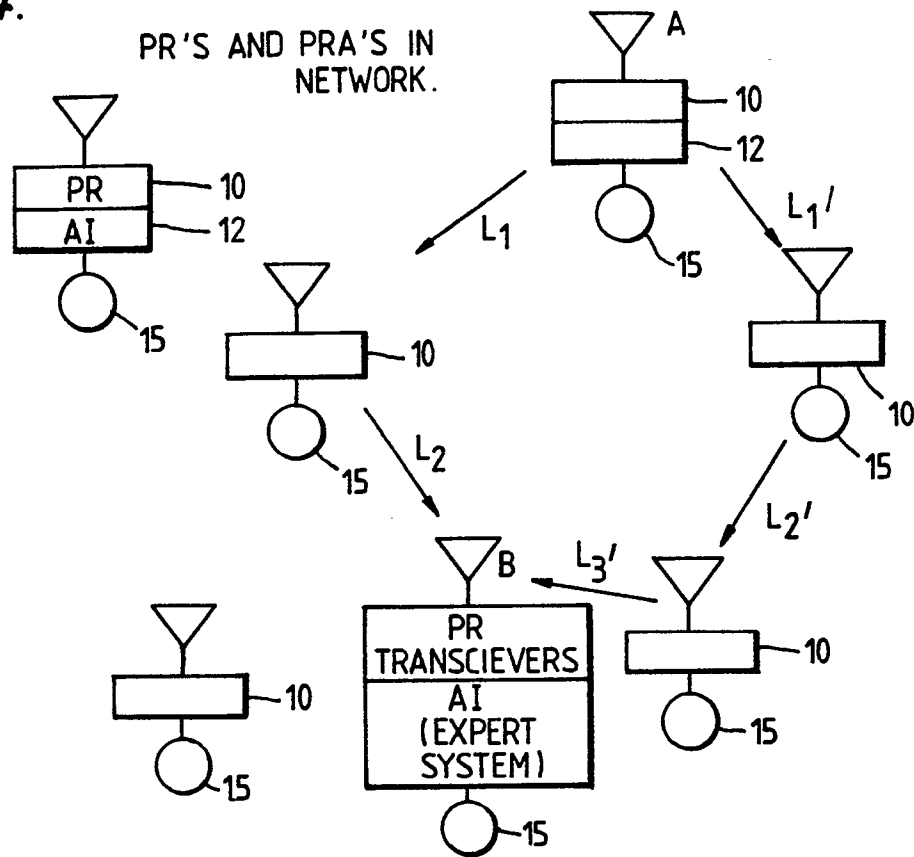 4.
PR'S AND PRA'S IN
NETWORK.
A
10
12
15
PR
AI
10
12
15
L1
L1'
10
15
10
15
L2
L2'
L3'
B
PR
TRANSCIEVERS
AI
(EXPERT
SYSTEM)
15
10
15
10
15